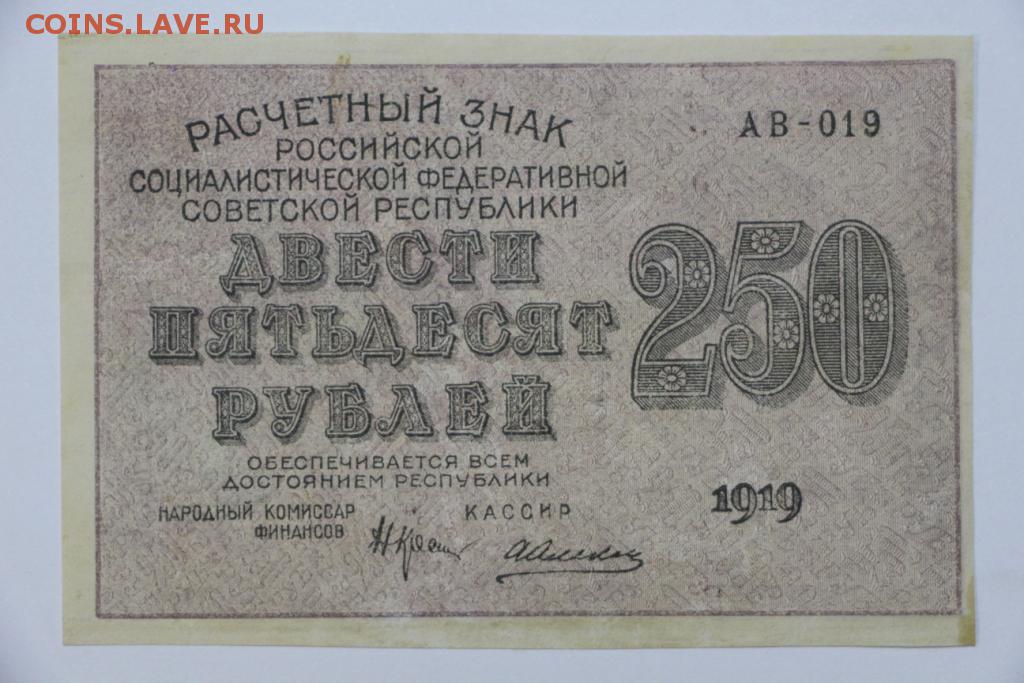 COINS.LAVE.RU
РАСЧЕТНЫЙ ЗНАК
РОССИЙСКОЙ
СОЦИАЛИСТИЧЕСКОЙ ФЕДЕРАТИВНОЙ
СОВЕТСКОЙ РЕСПУБЛИКИ
АВ-019
ДВЕСТИ
ПЯТЬДЕСЯТ
РУБЛЕЙ
250
ОБЕСПЕЧИВАЕТСЯ ВСЕМ
ДОСТОЯНИЕМ РЕСПУБЛИКИ
НАРОДНЫЙ КОМИССАР
ФИНАНСОВ
КАССИР
1919